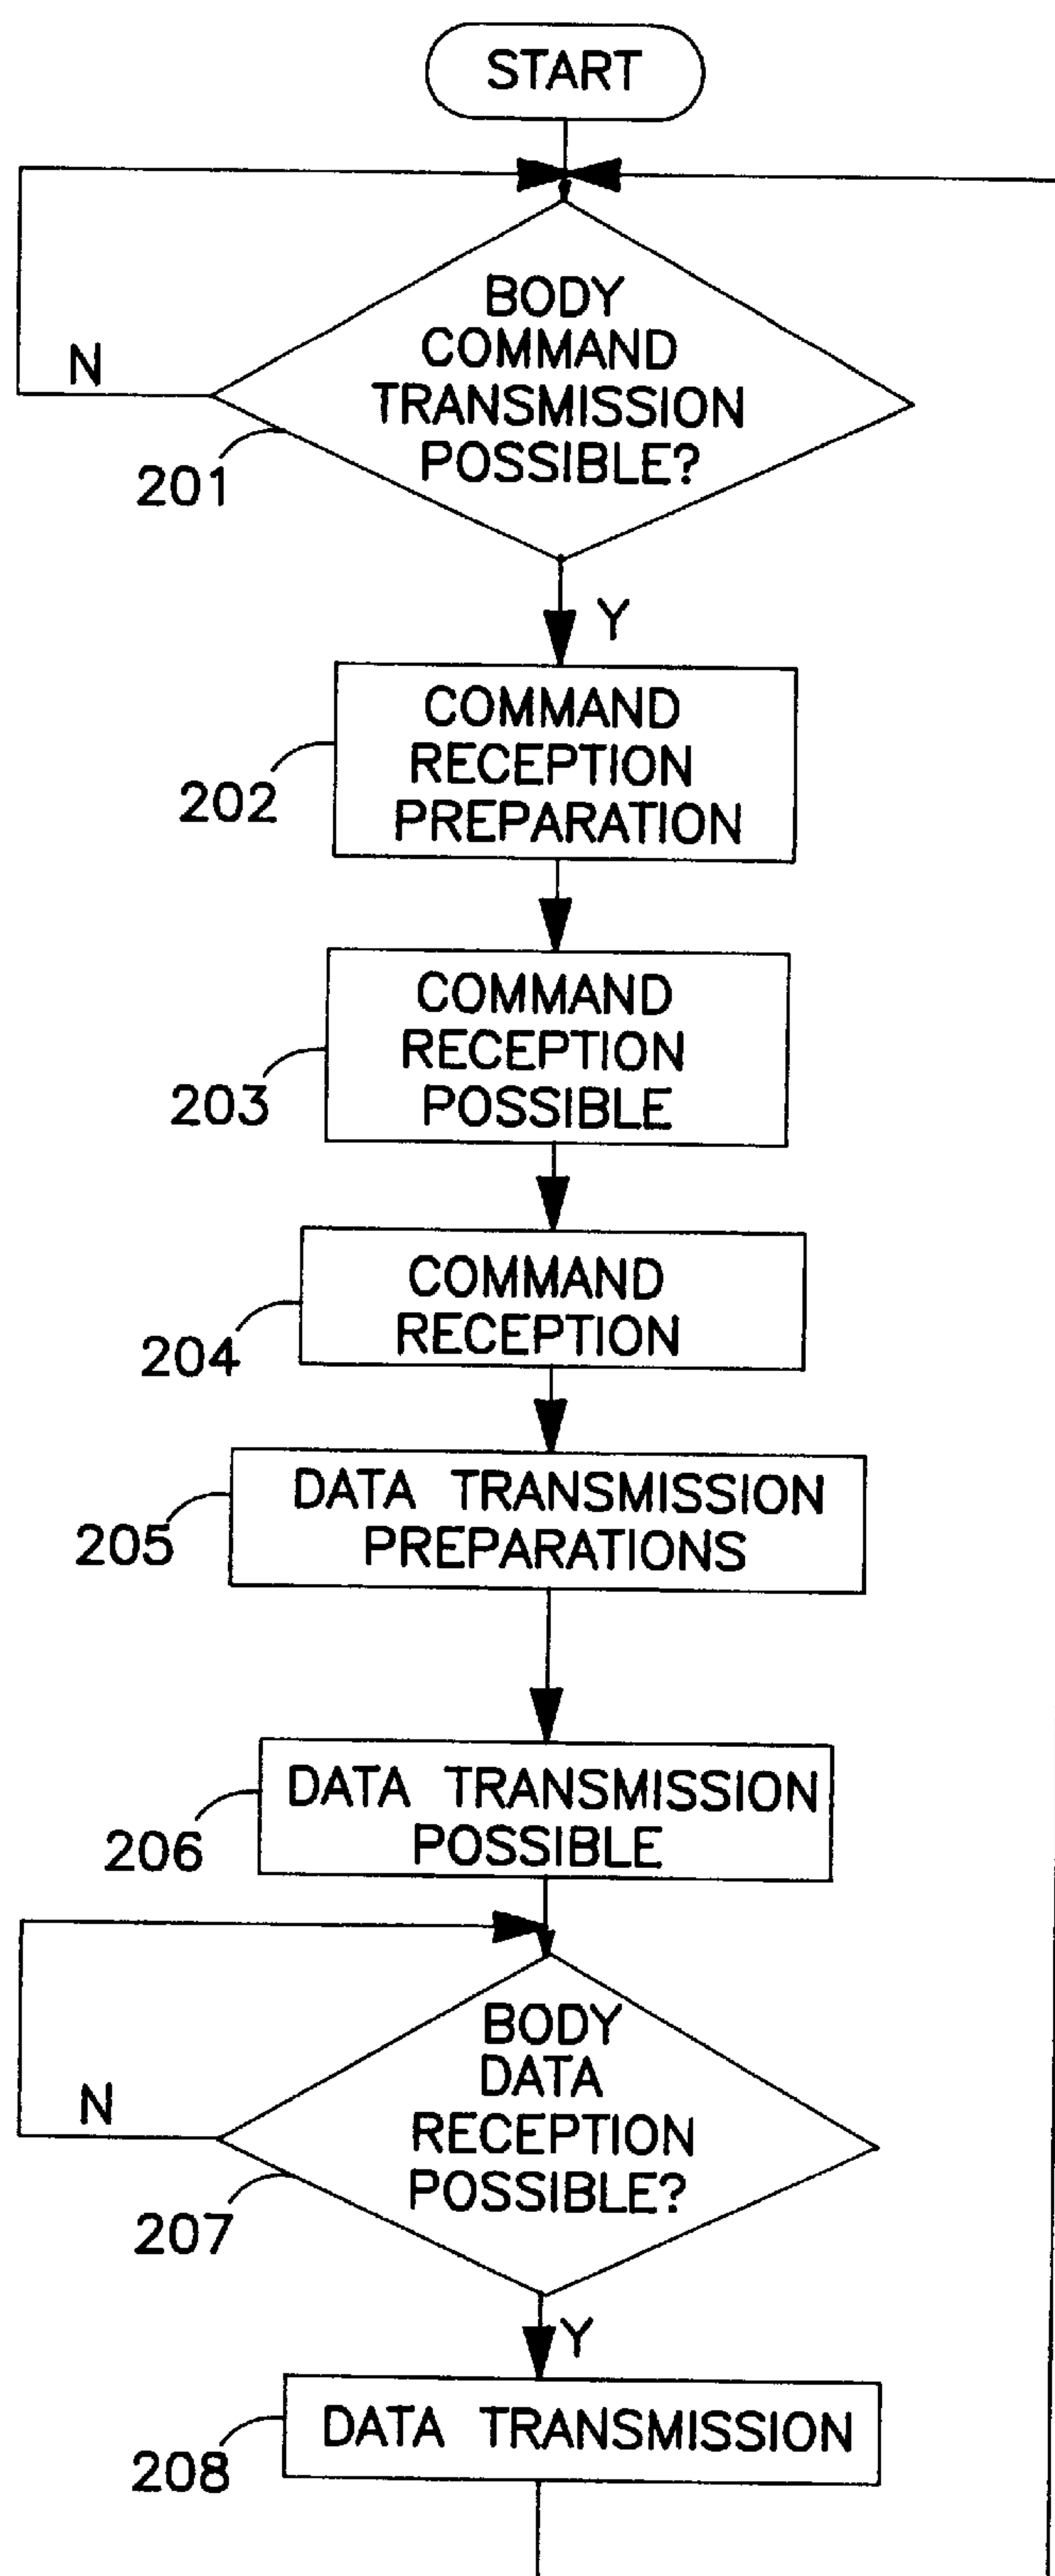 START
BODY
COMMAND
TRANSMISSION
POSSIBLE?
N
201
Y
COMMAND
RECEPTION
PREPARATION
202
COMMAND
RECEPTION
POSSIBLE
203
COMMAND
RECEPTION
204
DATA TRANSMISSION
PREPARATIONS
205
DATA TRANSMISSION
POSSIBLE
206
BODY
DATA
RECEPTION
POSSIBLE?
N
207
Y
DATA TRANSMISSION
208